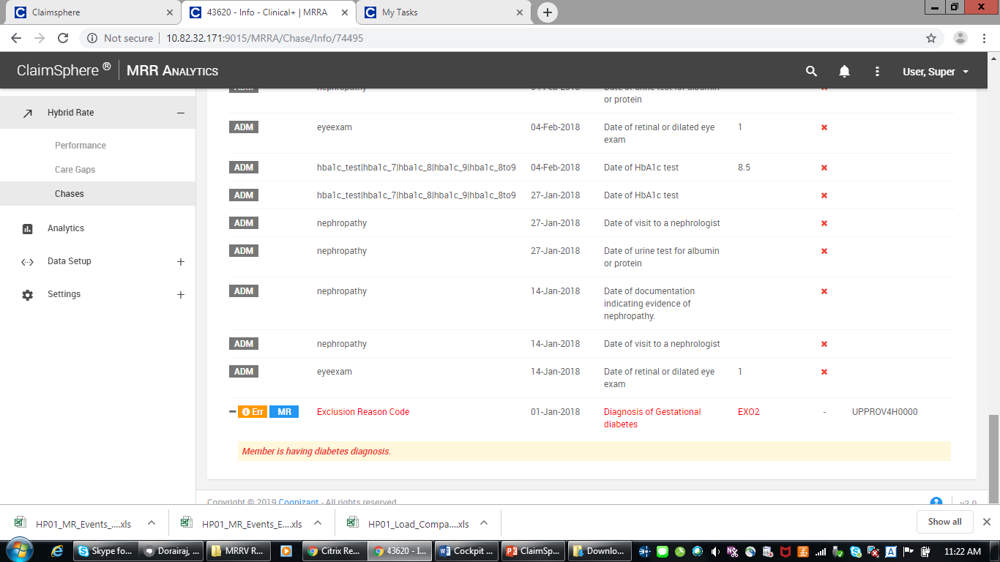 Claimsphere
43620 - Info - Clinical+ | MRRA
My Tasks
Not secure | 10.82.32.171:9015/MRRA/Chase/Info/74495
ClaimSphere ® MRR ANALYTICS
User, Super
Hybrid Rate
Performance
Care Gaps
Chases
Analytics
Data Setup
Settings
ADM nephropathy 04-Feb-2018 Date of urine test for albumin
or protein
ADM eyeexam 04-Feb-2018 Date of retinal or dilated eye 1
exam
ADM hba1c_test|hba1c_7|hba1c_8|hba1c_9|hba1c_8to9 04-Feb-2018 Date of HbA1c test 8.5
ADM hba1c_test|hba1c_7|hba1c_8|hba1c_9|hba1c_8to9 27-Jan-2018 Date of HbA1c test
ADM nephropathy 27-Jan-2018 Date of visit to a nephrologist
ADM nephropathy 27-Jan-2018 Date of urine test for albumin
or protein
ADM nephropathy 14-Jan-2018 Date of documentation
indicating evidence of
nephropathy.
ADM nephropathy 14-Jan-2018 Date of visit to a nephrologist
ADM eyeexam 14-Jan-2018 Date of retinal or dilated eye 1
exam
Err MR Exclusion Reason Code 01-Jan-2018 Diagnosis of Gestational EXO2 - UPPROV4H0000
diabetes
Member is having diabetes diagnosis.
Copyright © 2019 Cognizant - All rights reserved v3.0
HP01_MR_Events_....xls
HP01_MR_Events_E....xls
HP01_Load_Compa....xls
Show all
Skype fo...
Dorairaj, ...
MRRV R...
Citrix Re...
43620 - I...
Cockpit ...
ClaimSp...
Downlo...
11:22 AM